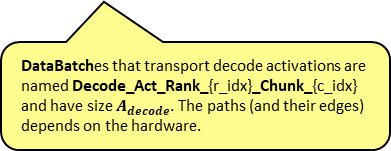 DataBatches that transport decode activations are
named Decode_Act_Rank_{r_idx}_Chunk_{c_idx}
and have size A_decode. The paths (and their edges)
depends on the hardware.